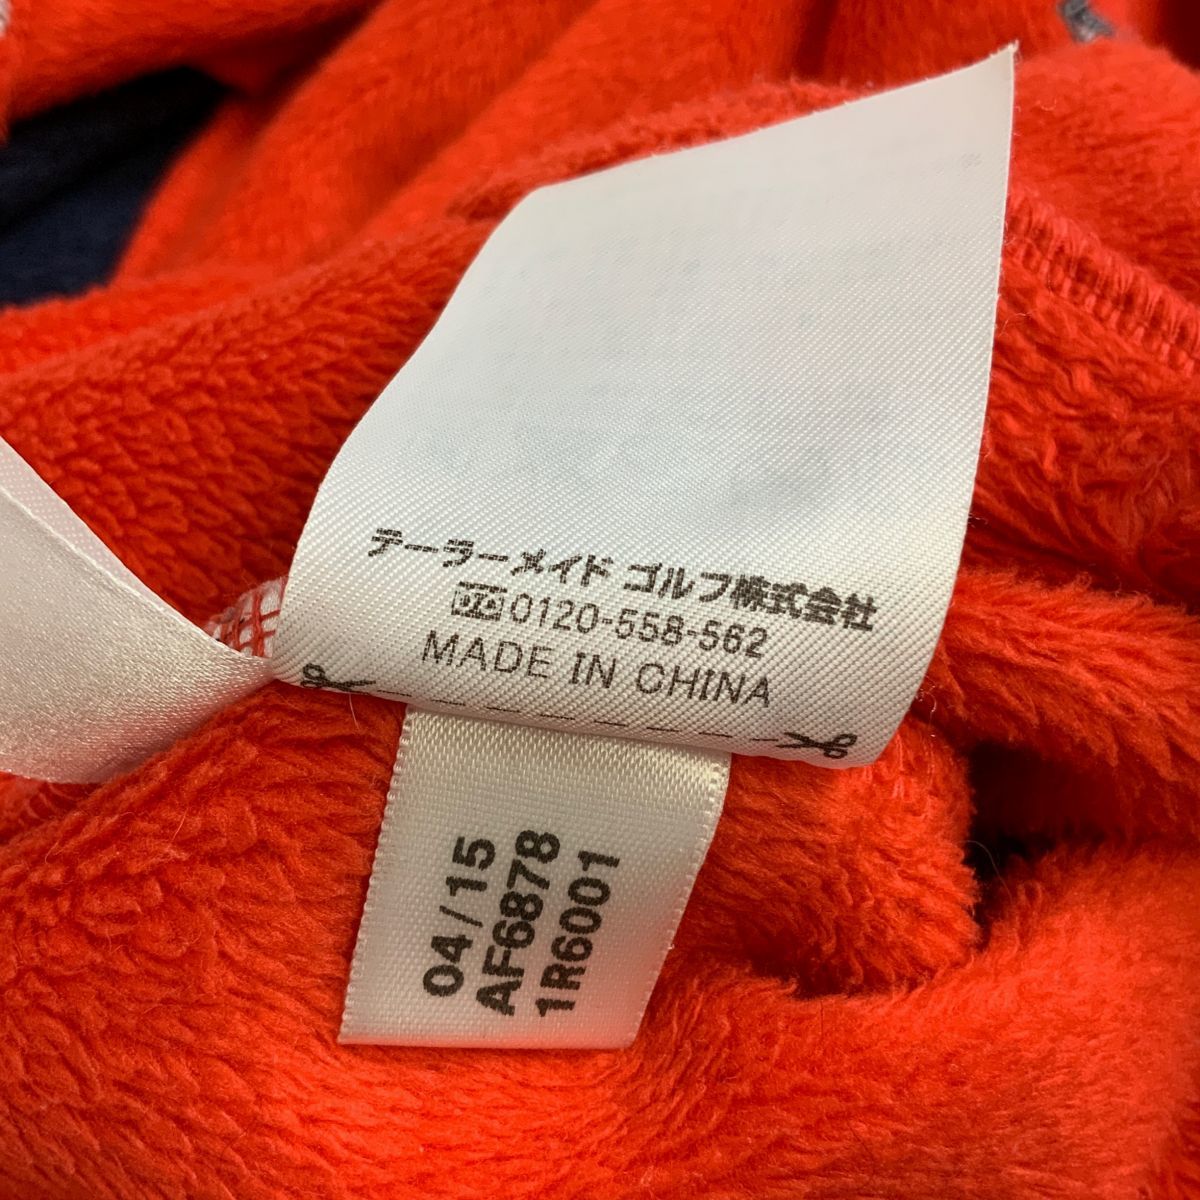 テーラーメイド ゴルフ株式会社
0120-558-562
MADE IN CHINA
04/15
AF6878
1R6001